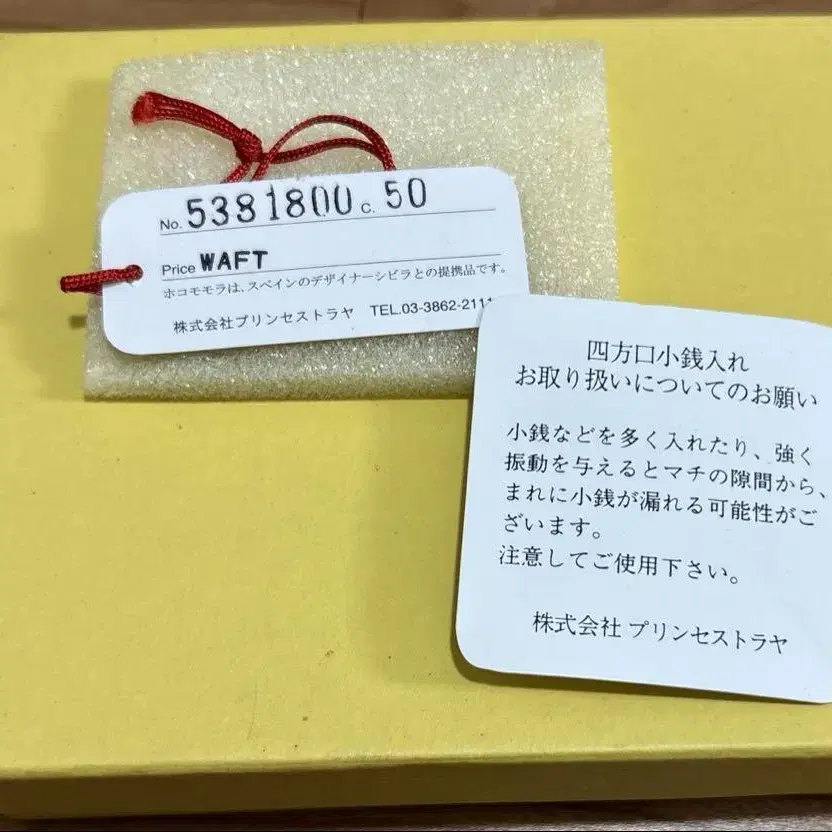 No. 5381800 C. 50
Price WAFT
ホコモモラは、スペインのデザイナーシビラとの提携品です。
株式会社プリンセストラヤ TEL.03-3862-2111
四方口小銭入れ
お取り扱いについてのお願い
小銭などを多く入れたり、強く
振動を与えるとマチの隙間から、
まれに小銭が漏れる可能性がご
ざいます。
注意してご使用下さい。
株式会社 プリンセストラヤ